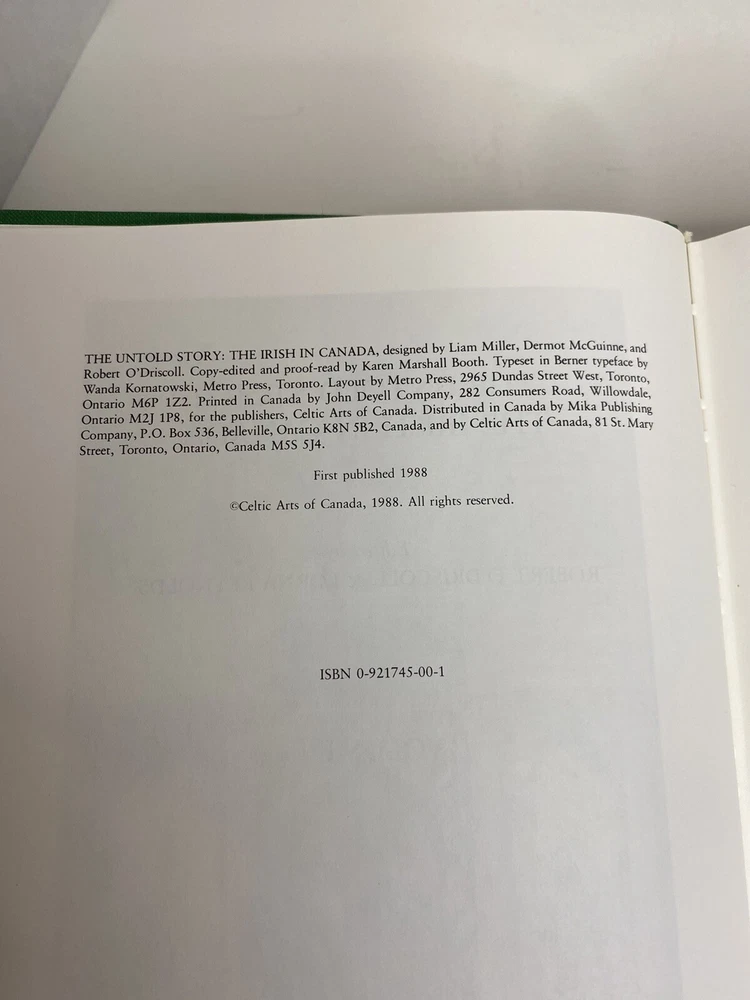 THE UNTOLD STORY: THE IRISH IN CANADA, designed by Liam Miller, Dermot McGuinne, and
Robert O'Driscoll. Copy-edited and proof-read by Karen Marshall Booth. Typeset in Berner typeface by
Wanda Kornatowski, Metro Press, Toronto. Layout by Metro Press, 2965 Dundas Street West, Toronto,
Ontario M6P 1Z2. Printed in Canada by John Deyell Company, 282 Consumers Road, Willowdale,
Ontario M2J 1P8, for the publishers, Celtic Arts of Canada. Distributed in Canada by Mika Publishing
Company, P.O. Box 536, Belleville, Ontario K8N 5B2, Canada, and by Celtic Arts of Canada, 81 St. Mary
Street, Toronto, Ontario, Canada M5S 5J4.
First published 1988
©Celtic Arts of Canada, 1988. All rights reserved.
ISBN 0-921745-00-1